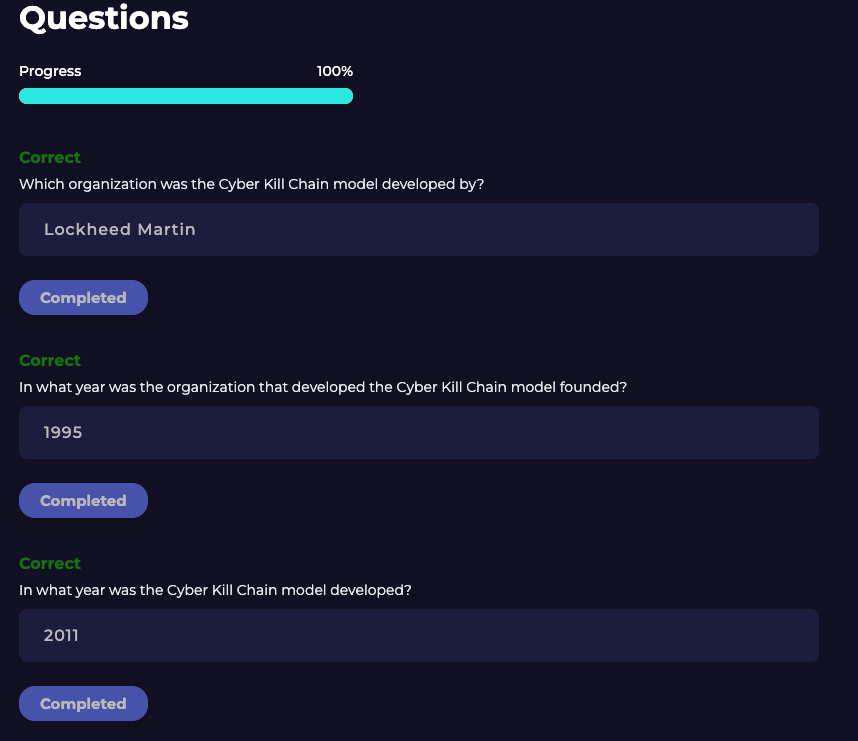 Questions
Progress 100%
Correct
Which organization was the Cyber Kill Chain model developed by?
Lockheed Martin
Completed
Correct
In what year was the organization that developed the Cyber Kill Chain model founded?
1995
Completed
Correct
In what year was the Cyber Kill Chain model developed?
2011
Completed